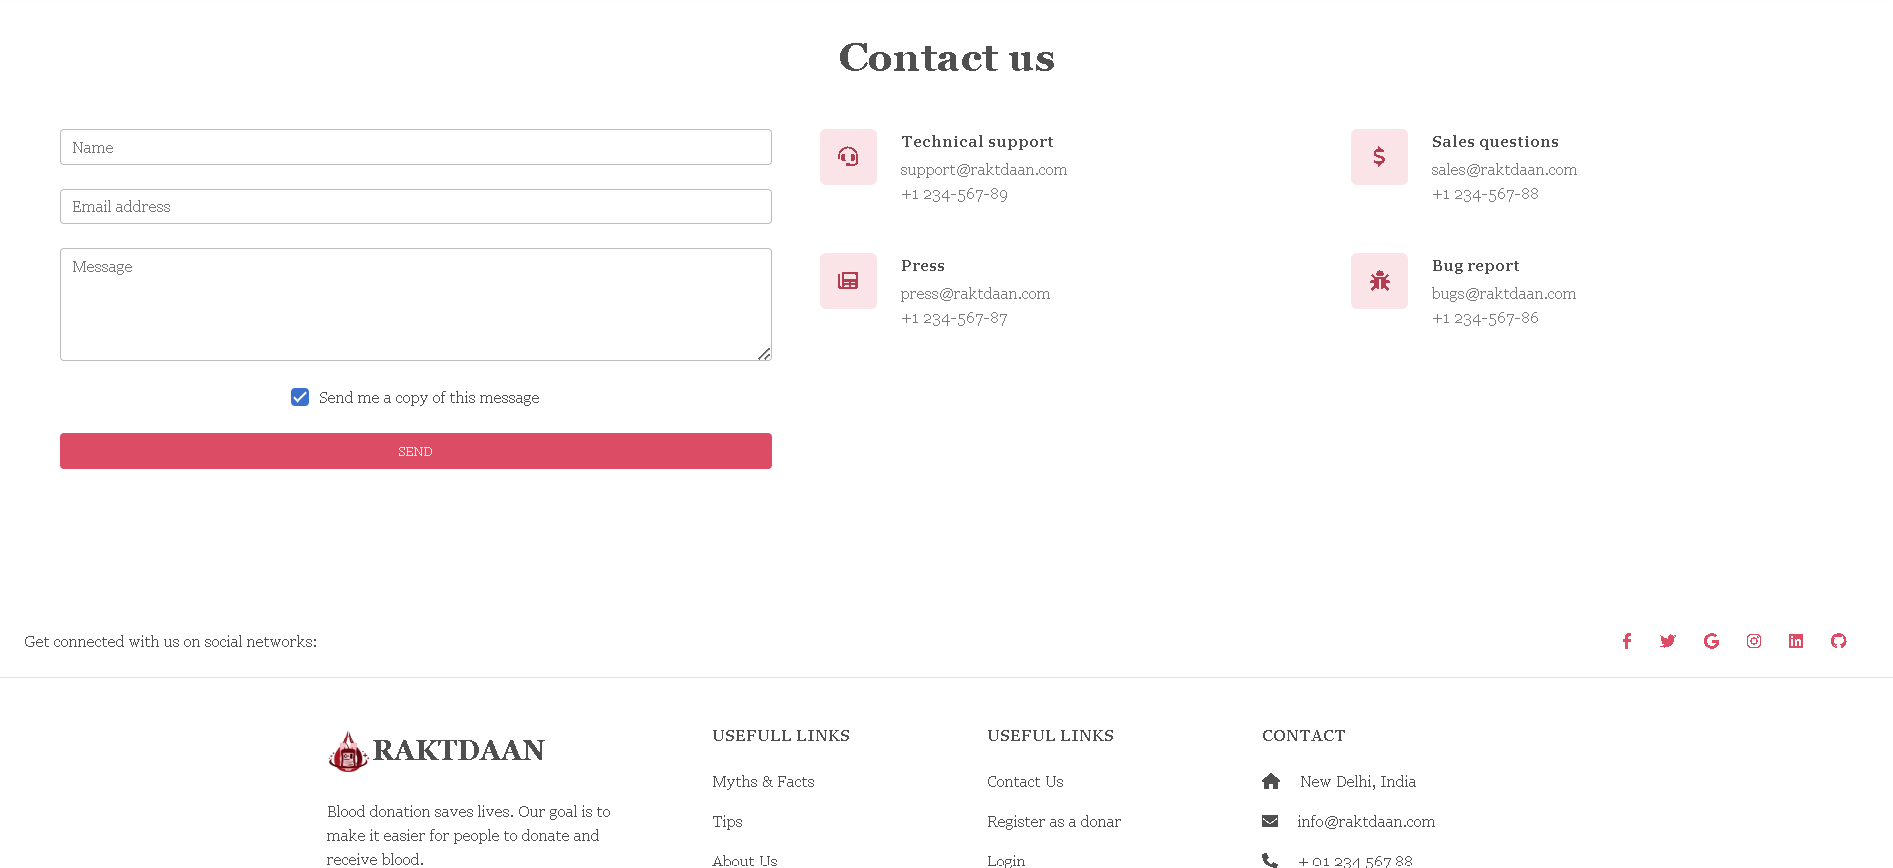 Contact us
Name
Email address
Message
Send me a copy of this message
SEND
Technical support
support@raktdaan.com
+1 234-567-89
Sales questions
sales@raktdaan.com
+1 234-567-88
Press
press@raktdaan.com
+1 234-567-87
Bug report
bugs@raktdaan.com
+1 234-567-86
Get connected with us on social networks:
RAKTDAAN
Blood donation saves lives. Our goal is to
make it easier for people to donate and
receive blood.
USEFULL LINKS
Myths & Facts
Tips
About Us
USEFUL LINKS
Contact Us
Register as a donar
Login
CONTACT
New Delhi, India
info@raktdaan.com
+ 01 234 567 88